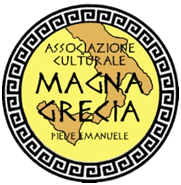 ASSOCIAZIONE
CULTURALE
MAGNA
GRECIA
PIEVE EMANUELE